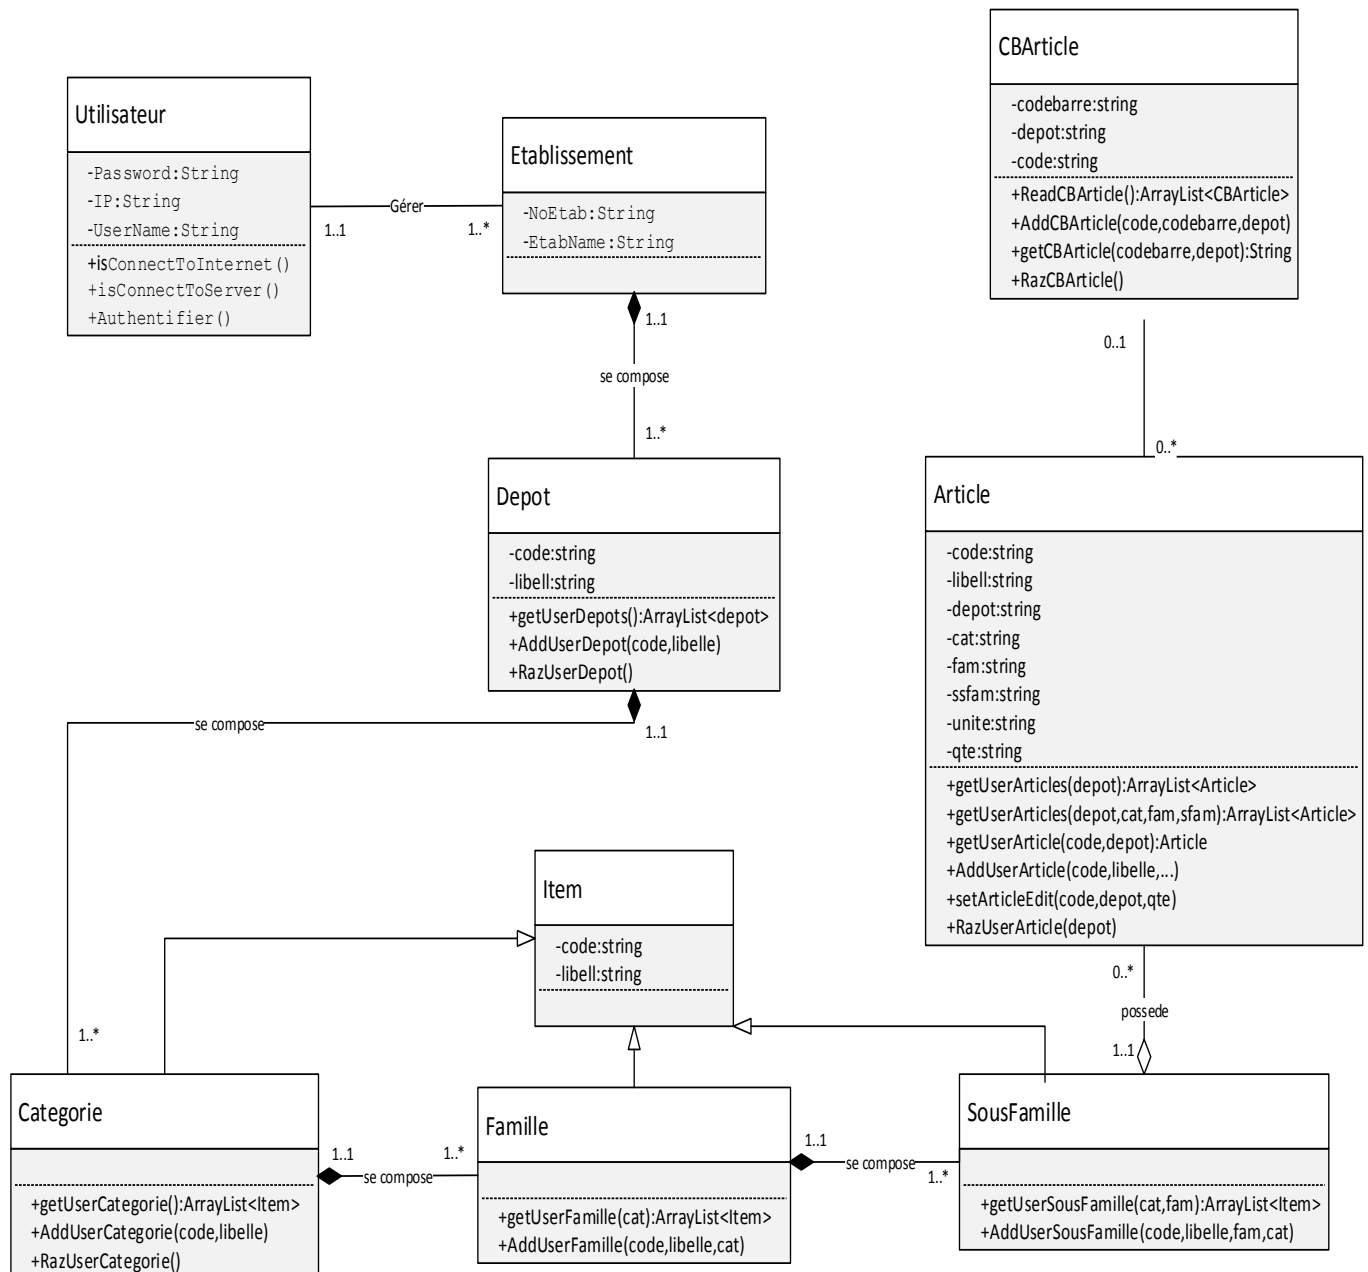 CBArticle
-codebarre:string
-depot:string
-code:string
+ReadCBArticle():ArrayList<CBArticle>
+AddCBArticle(code,codebarre,depot)
+getCBArticle(codebarre,depot):String
+RazCBArticle()
Utilisateur
-Password:String
-IP:String
-UserName:String
+isConnectToInternet()
+isConnectToServer()
+Authentifier()
Gérer
1..1
1..*
Etablissement
-NoEtab:String
-EtabName:String
1..1
se compose
1..*
0..1
0..*
Depot
-code:string
-libell:string
+getUserDepots():ArrayList<depot>
+AddUserDepot(code,libelle)
+RazUserDepot()
1..1
se compose
1..*
Article
-code:string
-libell:string
-depot:string
-cat:string
-fam:string
-ssfam:string
-unite:string
-qte:string
+getUserArticles(depot):ArrayList<Article>
+getUserArticles(depot,cat,fam,sfam):ArrayList<Article>
+getUserArticle(code,depot):Article
+AddUserArticle(code,libelle,...)
+setArticleEdit(code,depot,qte)
+RazUserArticle(depot)
0..*
possede
1..1
Item
-code:string
-libell:string
Categorie
+getUserCategorie():ArrayList<Item>
+AddUserCategorie(code,libelle)
+RazUserCategorie()
1..1
se compose
1..*
Famille
+getUserFamille(cat):ArrayList<Item>
+AddUserFamille(code,libelle,cat)
1..1
se compose
1..*
SousFamille
+getUserSousFamille(cat,fam):ArrayList<Item>
+AddUserSousFamille(code,libelle,fam,cat)